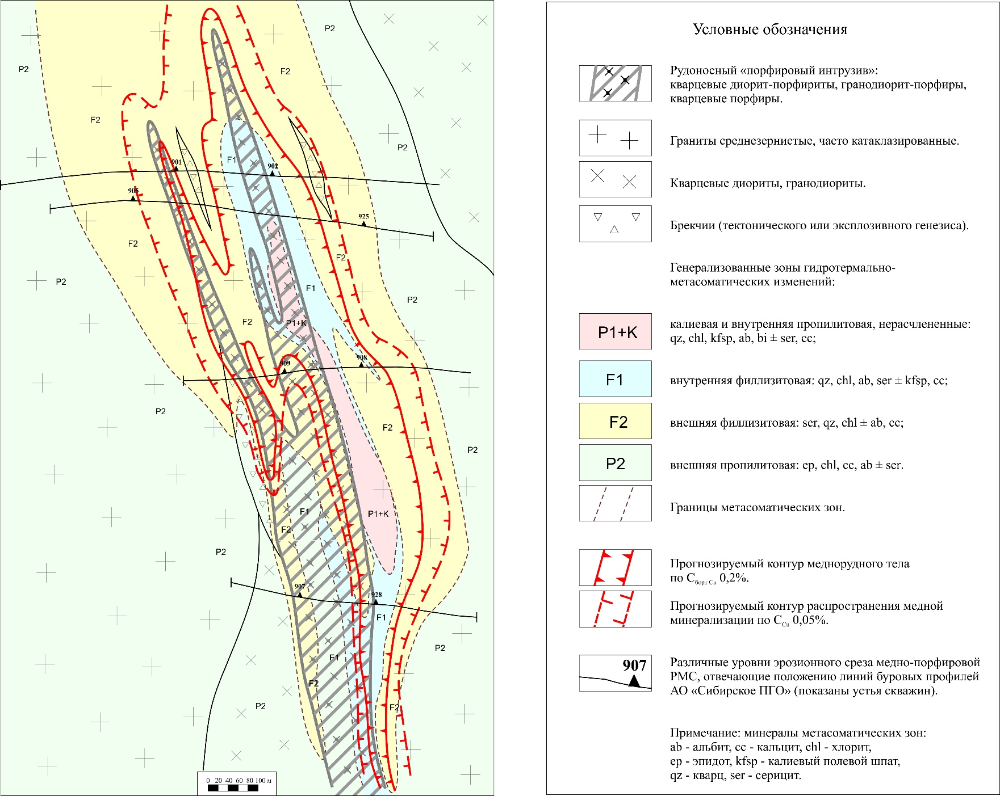 P2
P2
F2
F2
P2
F1
901
902
905
925
F2
F2
P2
F1
P2
P1+K
F2
909
908
P2
F2
P2
F1
P1+K
F2
P2
907
928
F1
P2
F1
F2
P2
F2
0 20 40 60 80 100 м
Условные обозначения
Рудоносный «порфировый интрузив»:
кварцевые диорит-порфириты, гранодиорит-порфиры,
кварцевые порфиры.
Граниты среднезернистые, часто катаклазированные.
Кварцевые диориты, гранодиориты.
Брекчии (тектонического или эксплозивного генезиса).
Генерализованные зоны гидротермально-
метасоматических изменений:
P1+K
калиевая и внутренняя пропилитовая, нерасчлененные:
qz, chl, kfsp, ab, bi ± ser, cc;
F1
внутренняя филлизитовая: qz, chl, ab, ser ± kfsp, cc;
F2
внешняя филлизитовая: ser, qz, chl ± ab, cc;
P2
внешняя пропилитовая: ep, chl, cc, ab ± ser.
Границы метасоматических зон.
Прогнозируемый контур меднорудного тела
по Cборт Cu 0,2%.
Прогнозируемый контур распространения медной
минерализации по CCu 0,05%.
907
Различные уровни эрозионного среза медно-порфировой
РМС, отвечающие положению линий буровых профилей
АО «Сибирское ПГО» (показаны устья скважин).
Примечание: минералы метасоматических зон:
ab - альбит, cc - кальцит, chl - хлорит,
ep - эпидот, kfsp - калиевый полевой шпат,
qz - кварц, ser - серицит.